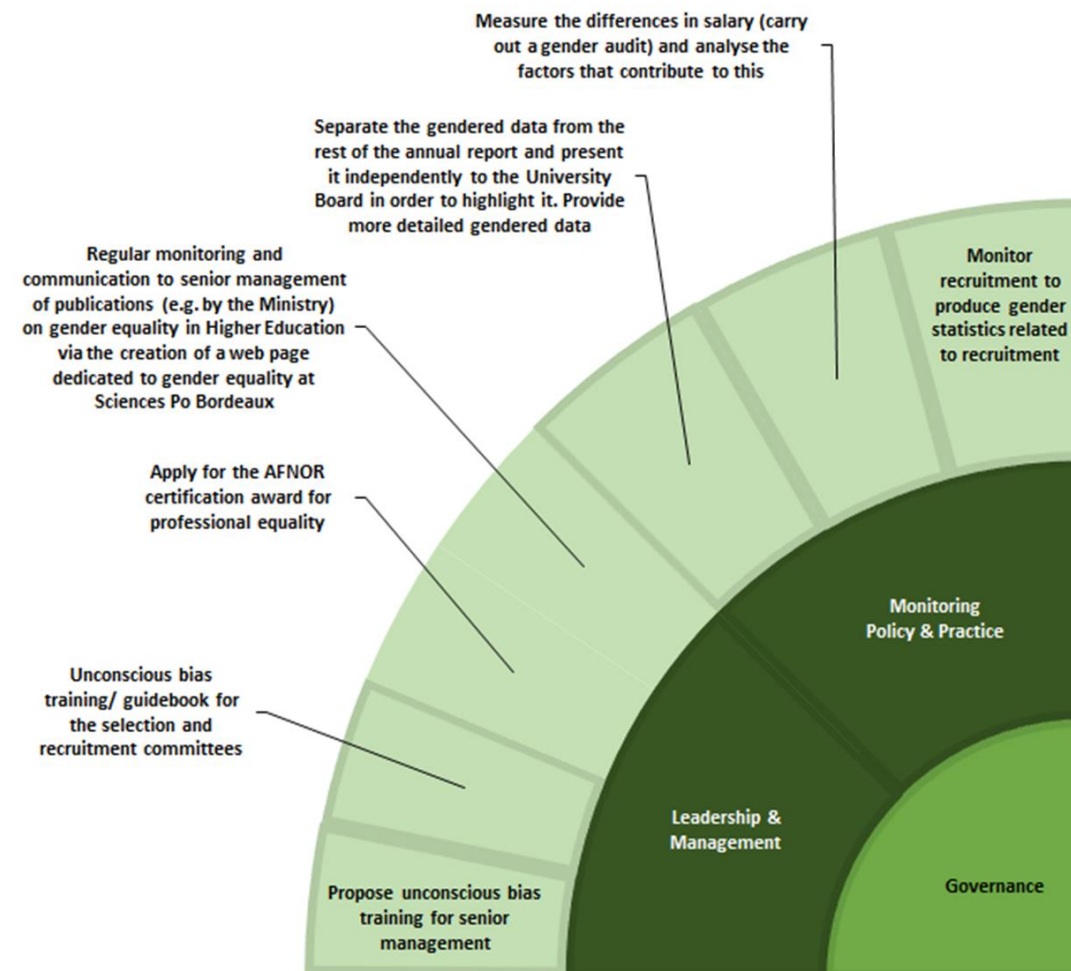 Measure the differences in salary (carry
out a gender audit) and analyse the
factors that contribute to this
Separate the gendered data from the
rest of the annual report and present
it independently to the University
Board in order to highlight it. Provide
more detailed gendered data
Regular monitoring and
communication to senior management
of publications (e.g. by the Ministry)
on gender equality in Higher Education
via the creation of a web page
dedicated to gender equality at
Sciences Po Bordeaux
Monitor
recruitment to
produce gender
statistics related
to recruitment
Apply for the AFNOR
certification award for
professional equality
Monitoring
Policy & Practice
Unconscious bias
training/ guidebook for
the selection and
recruitment committees
Leadership &
Management
Propose unconscious bias
training for senior
management
Governance